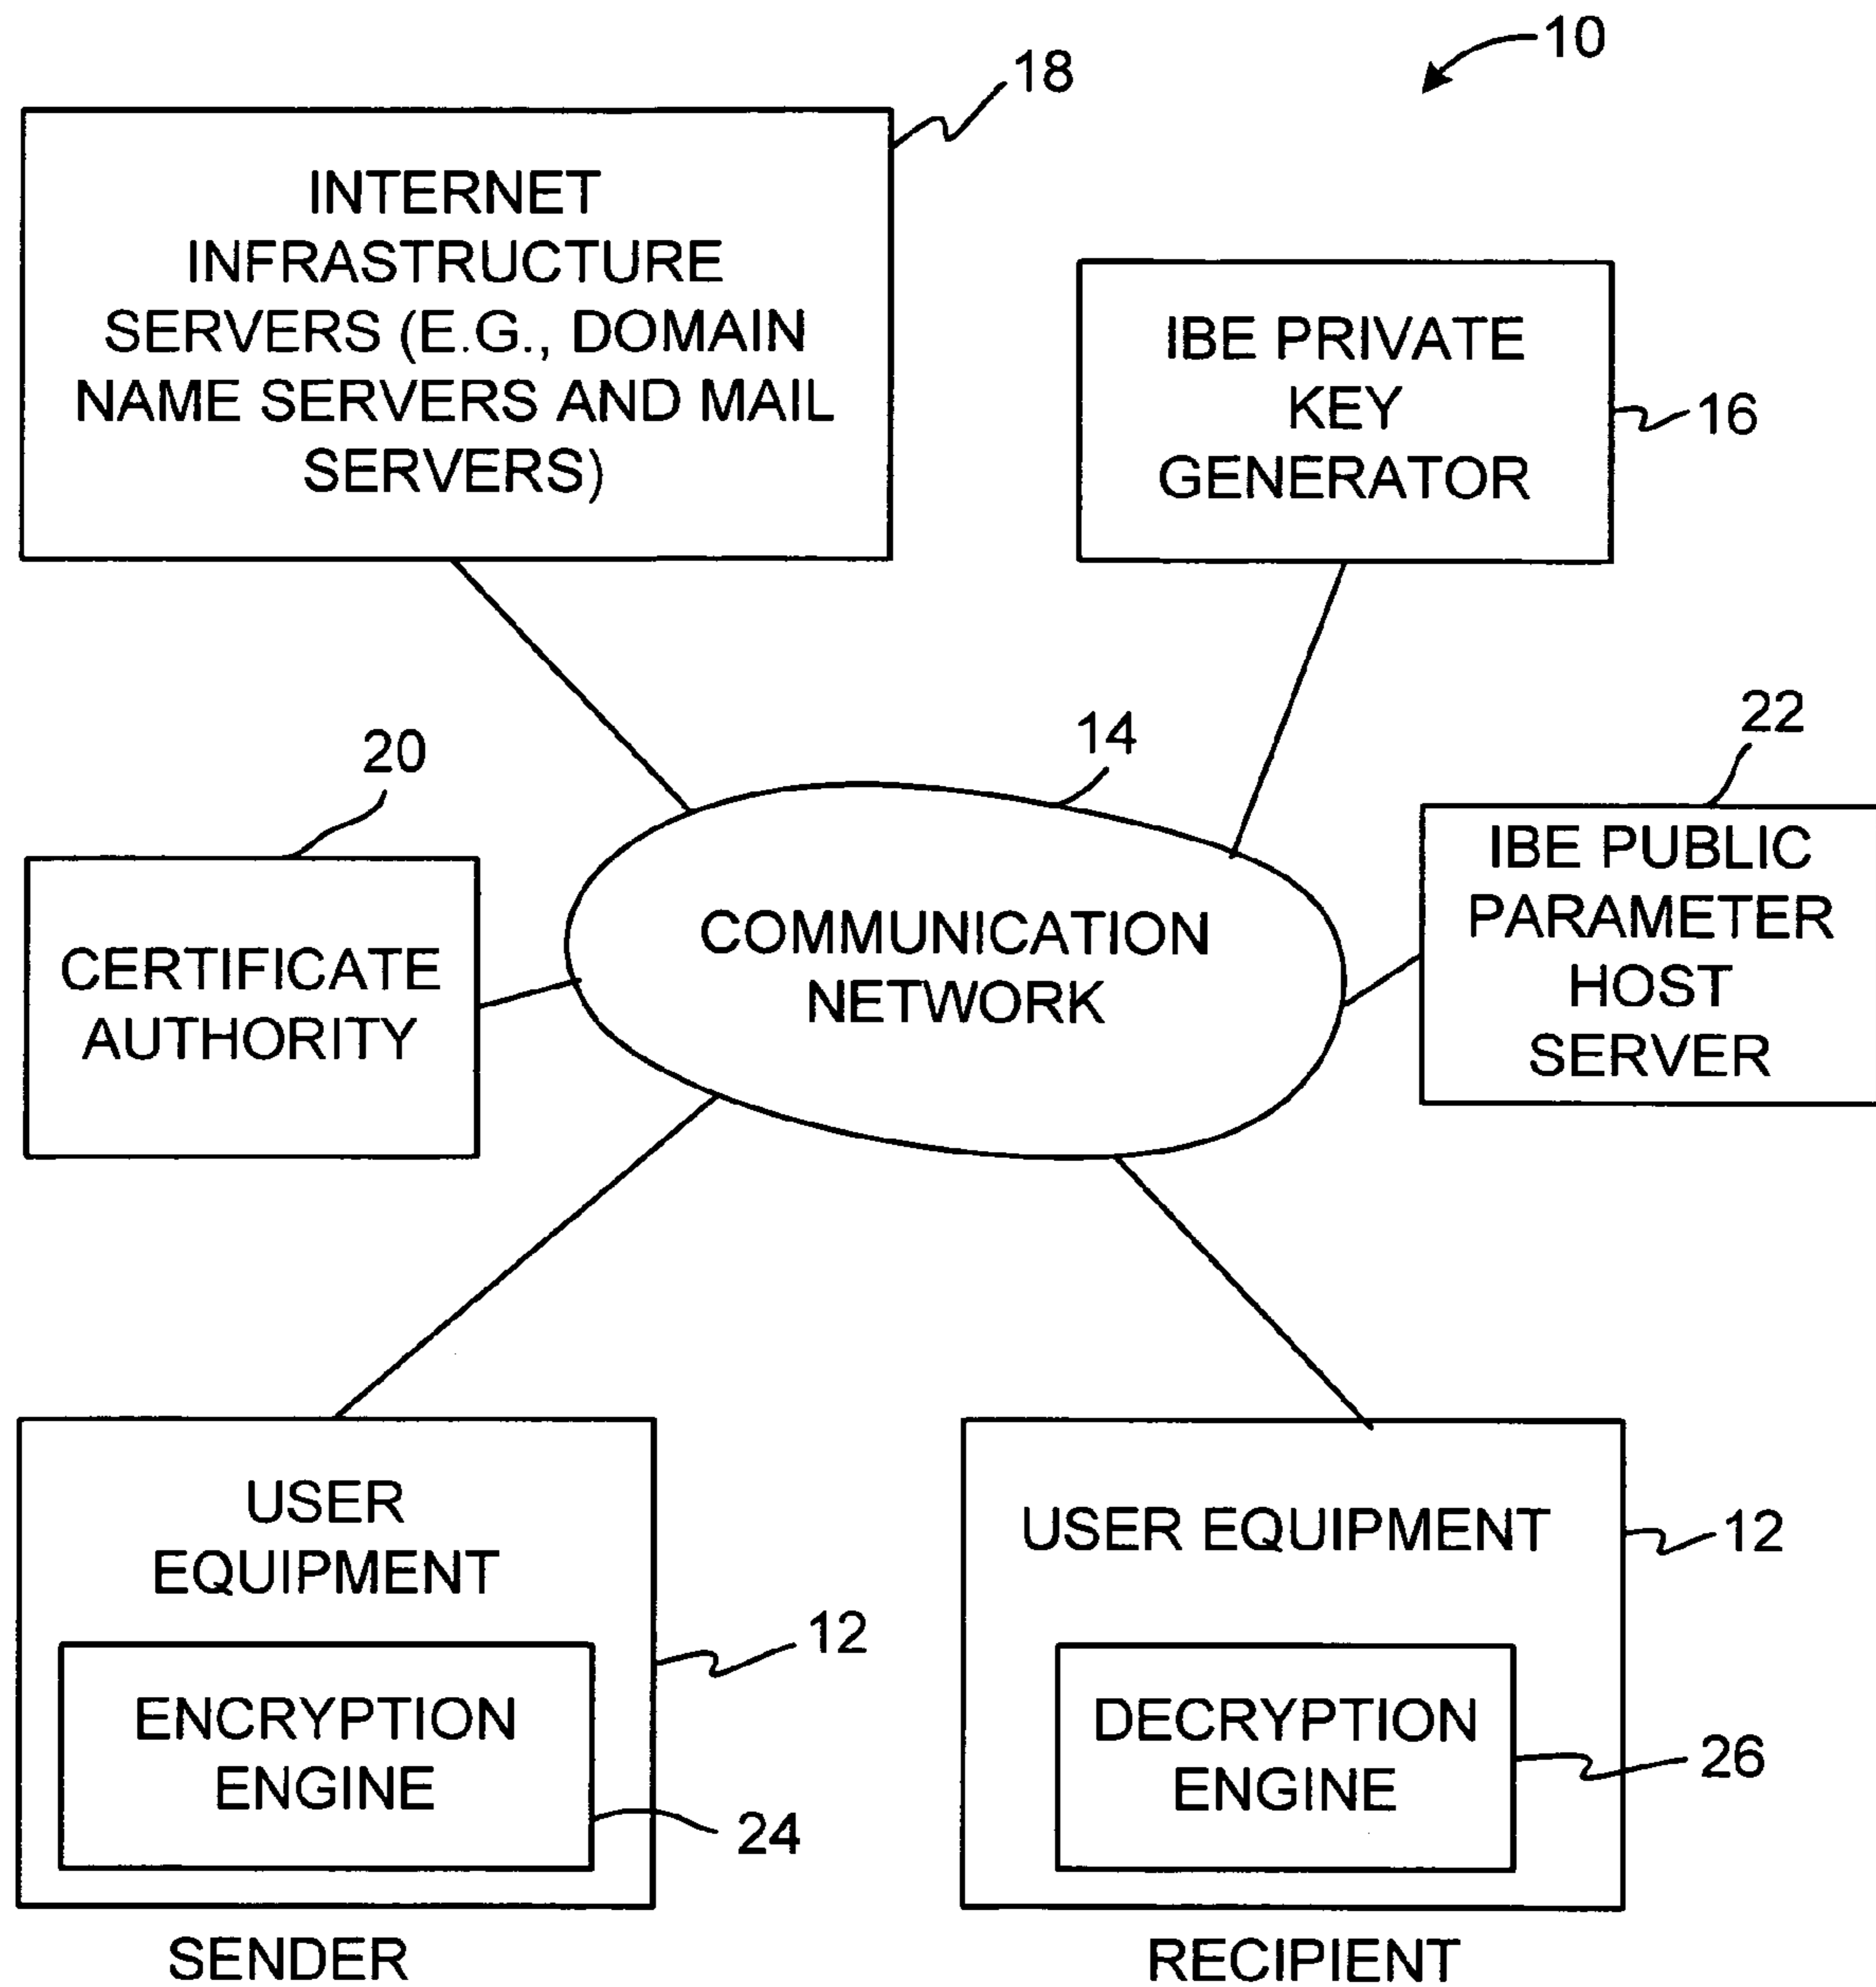 10
18
INTERNET
INFRASTRUCTURE
SERVERS (E.G., DOMAIN
NAME SERVERS AND MAIL
SERVERS)
IBE PRIVATE
KEY
GENERATOR
16
20
14
22
CERTIFICATE
AUTHORITY
COMMUNICATION
NETWORK
IBE PUBLIC
PARAMETER
HOST
SERVER
USER
EQUIPMENT
12
ENCRYPTION
ENGINE
24
SENDER
USER EQUIPMENT
12
DECRYPTION
ENGINE
26
RECIPIENT